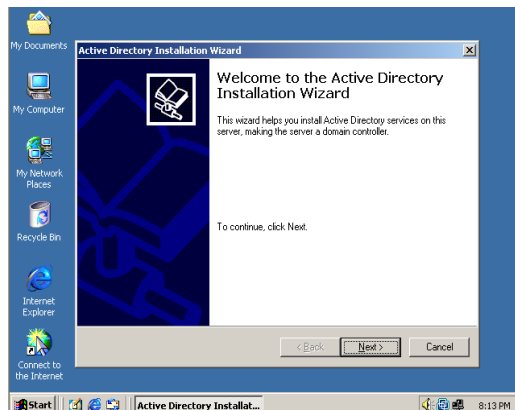 My Documents
My Computer
My Network
Places
Recycle Bin
Internet
Explorer
Connect to
the Internet
Active Directory Installation Wizard
Welcome to the Active Directory
Installation Wizard
This wizard helps you install Active Directory services on this
server, making the server a domain controller.
To continue, click Next.
< Back
Next >
Cancel
Start
Active Directory Installat...
8:13 PM